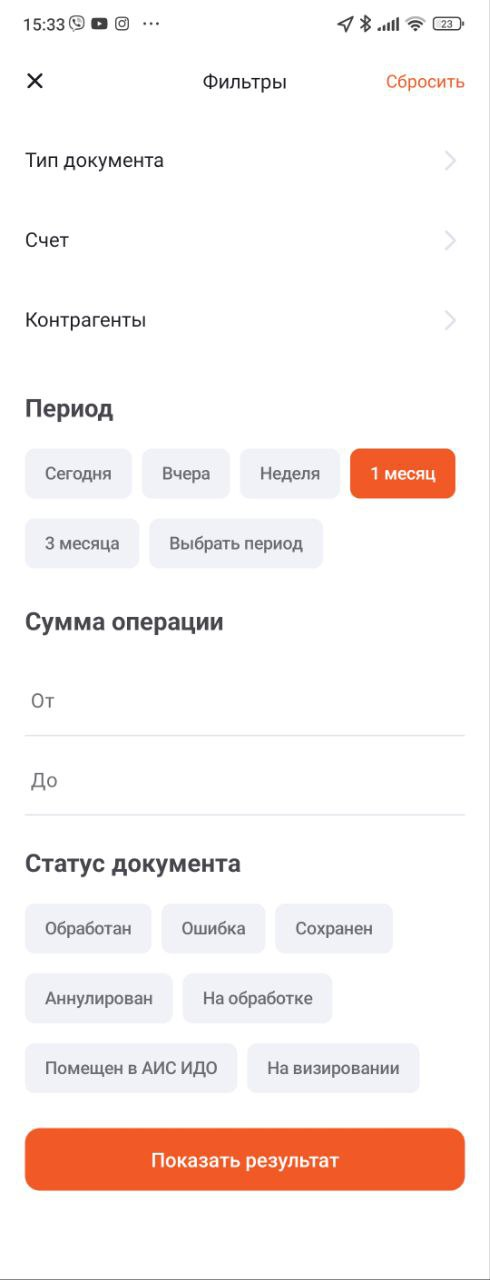 15:33
23
Фильтры
Сбросить
Тип документа
Счет
Контрагенты
Период
Сегодня Вчера Неделя 1 месяц
3 месяца Выбрать период
Сумма операции
От
До
Статус документа
Обработан Ошибка Сохранен
Аннулирован На обработке
Помещен в АИС ИДО На визировании
Показать результат